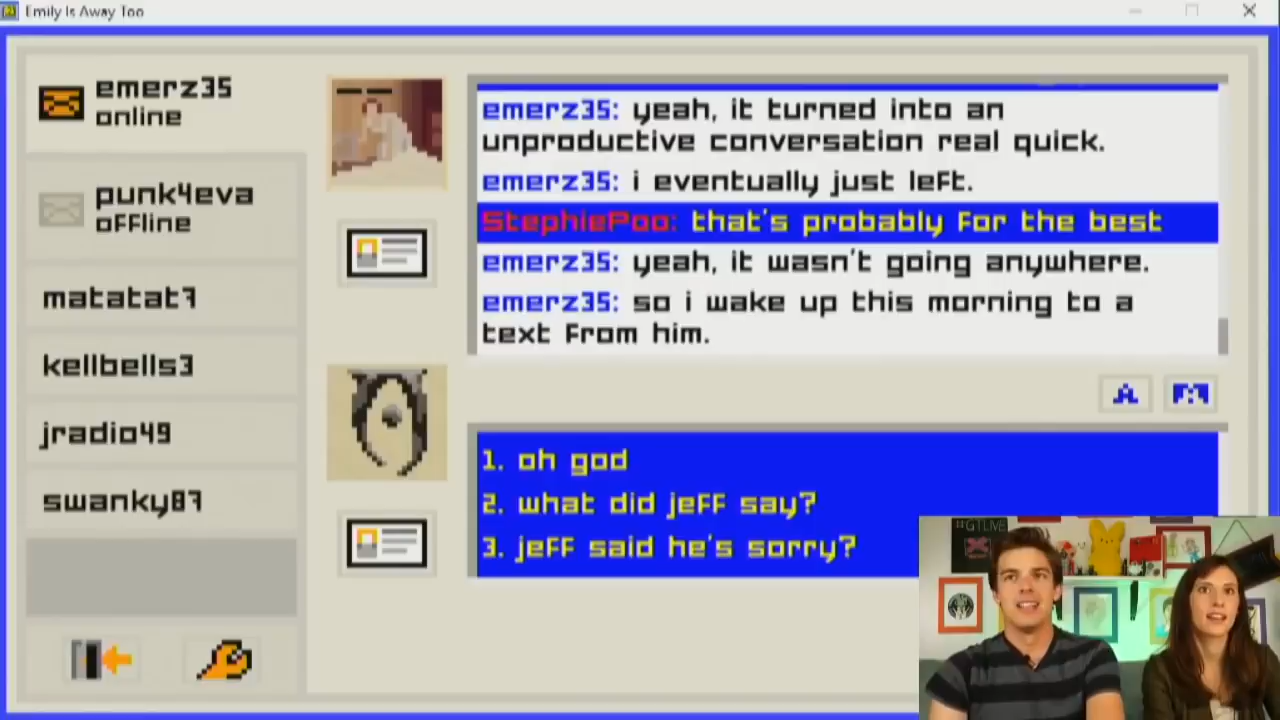 Emily Is Away Too
emerz35
online
punk4eva
offline
matatat7
kellbells3
jradio49
swanky87
emerz35: yeah, it turned into an
unproductive conversation real quick.
emerz35: i eventually just left.
StephiePoo: that's probably for the best
emerz35: yeah, it wasn't going anywhere.
emerz35: so i wake up this morning to a
text from him.
A
1. oh god
2. what did jeff say?
3. jeff said he's sorry?
#GTLIVE